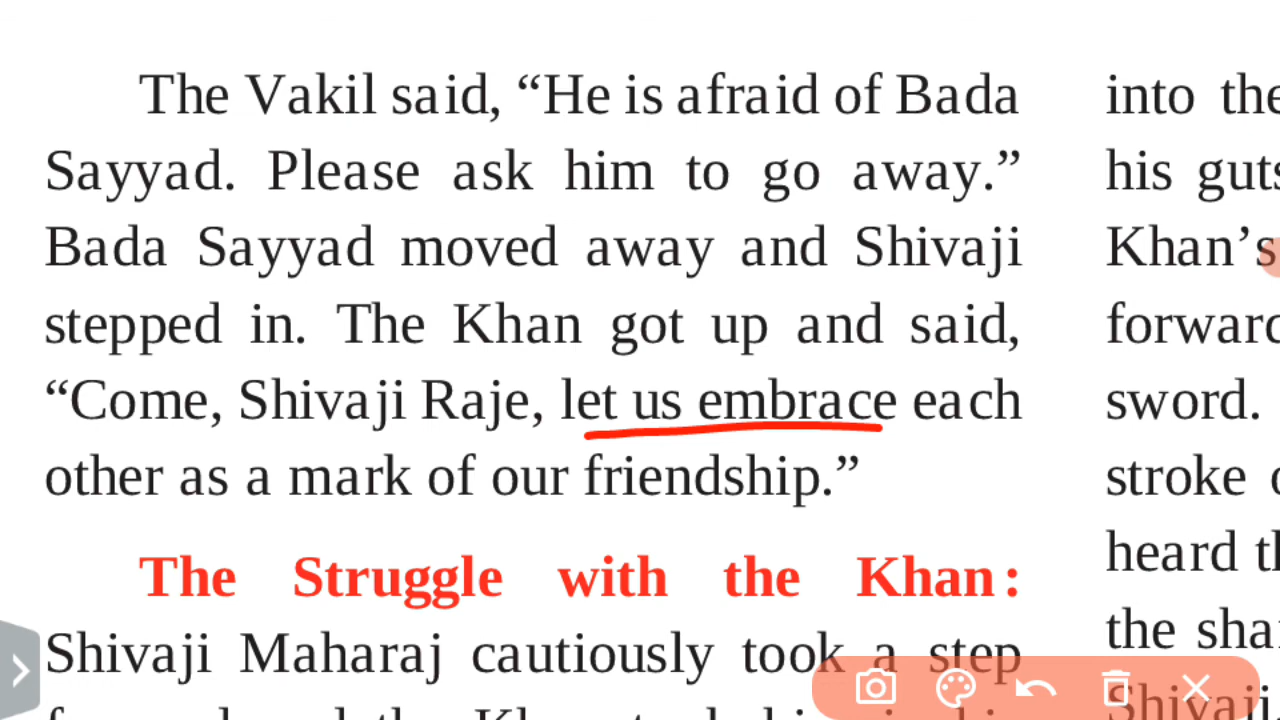 The Vakil said, “He is afraid of Bada
Sayyad. Please ask him to go away.”
Bada Sayyad moved away and Shivaji
stepped in. The Khan got up and said,
“Come, Shivaji Raje, let us embrace each
other as a mark of our friendship.”
The Struggle with the Khan :
Shivaji Maharaj cautiously took a step
into the
his guts
Khan’s
forward
sword.
stroke
heard
the
Shivaji